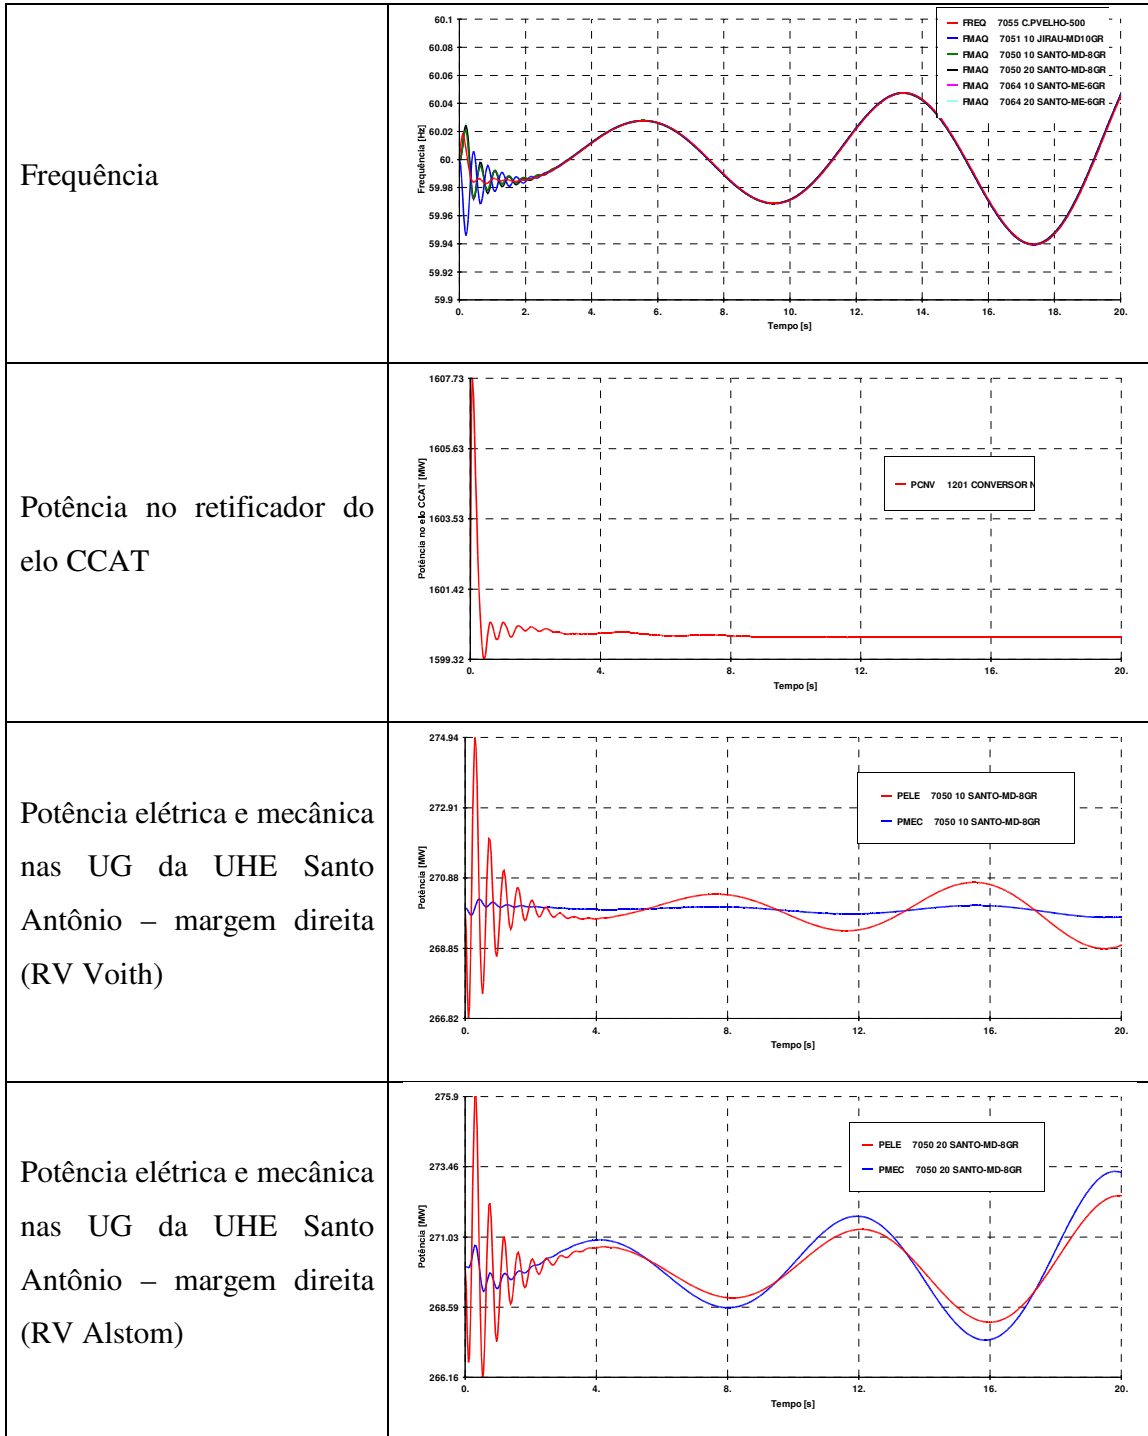 Frequência
60.1
60.08
60.06
60.04
60.02
60.
59.98
59.96
59.94
59.92
59.9
Frequência [Hz]
FREQ 7055 C.PVELHO-500
FMAQ 7051 10 JIRAU-MD10GR
FMAQ 7050 10 SANTO-MD-8GR
FMAQ 7050 20 SANTO-MD-8GR
FMAQ 7064 10 SANTO-ME-6GR
FMAQ 7064 20 SANTO-ME-6GR
0. 2. 4. 6. 8. 10. 12. 14. 16. 18. 20.
Tempo [s]
Potência no retificador do
elo CCAT
1607.73
1605.63
1603.53
1601.42
1599.32
Potência no elo CCAT [MW]
PCNV 1201 CONVERSOR N
0. 4. 8. 12. 16. 20.
Tempo [s]
Potência elétrica e mecânica
nas UG da UHE Santo
Antônio – margem direita
(RV Voith)
274.94
272.91
270.88
268.85
266.82
Potência [MW]
PELE 7050 10 SANTO-MD-8GR
PMEC 7050 10 SANTO-MD-8GR
0. 4. 8. 12. 16. 20.
Tempo [s]
Potência elétrica e mecânica
nas UG da UHE Santo
Antônio – margem direita
(RV Alstom)
275.9
273.46
271.03
268.59
266.16
Potência [MW]
PELE 7050 20 SANTO-MD-8GR
PMEC 7050 20 SANTO-MD-8GR
0. 4. 8. 12. 16. 20.
Tempo [s]